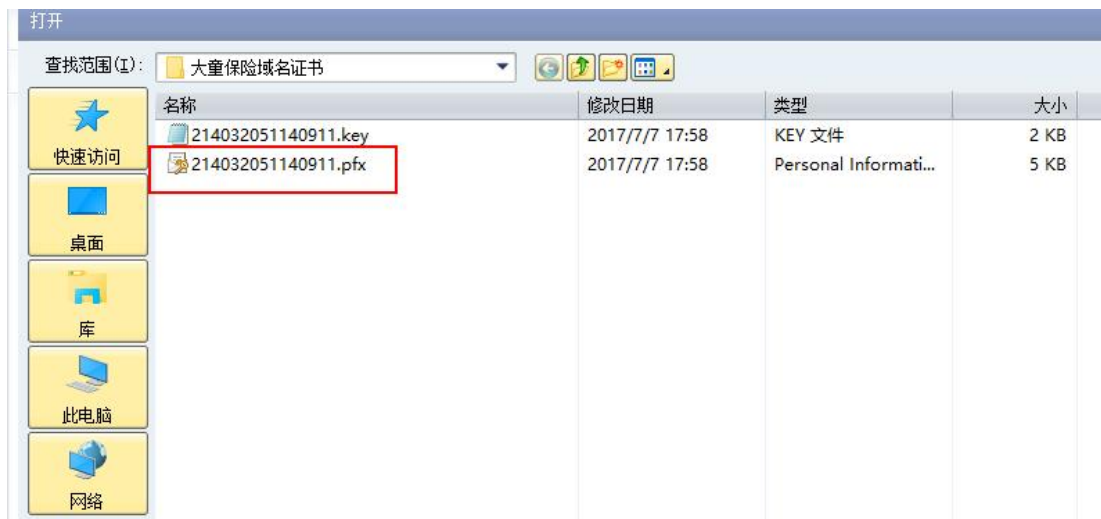 打开
查找范围(I): 大童保险域名证书
名称 修改日期 类型 大小
214032051140911.key 2017/7/7 17:58 KEY 文件 2 KB
214032051140911.pfx 2017/7/7 17:58 Personal Informati... 5 KB
快速访问
桌面
库
此电脑
网络